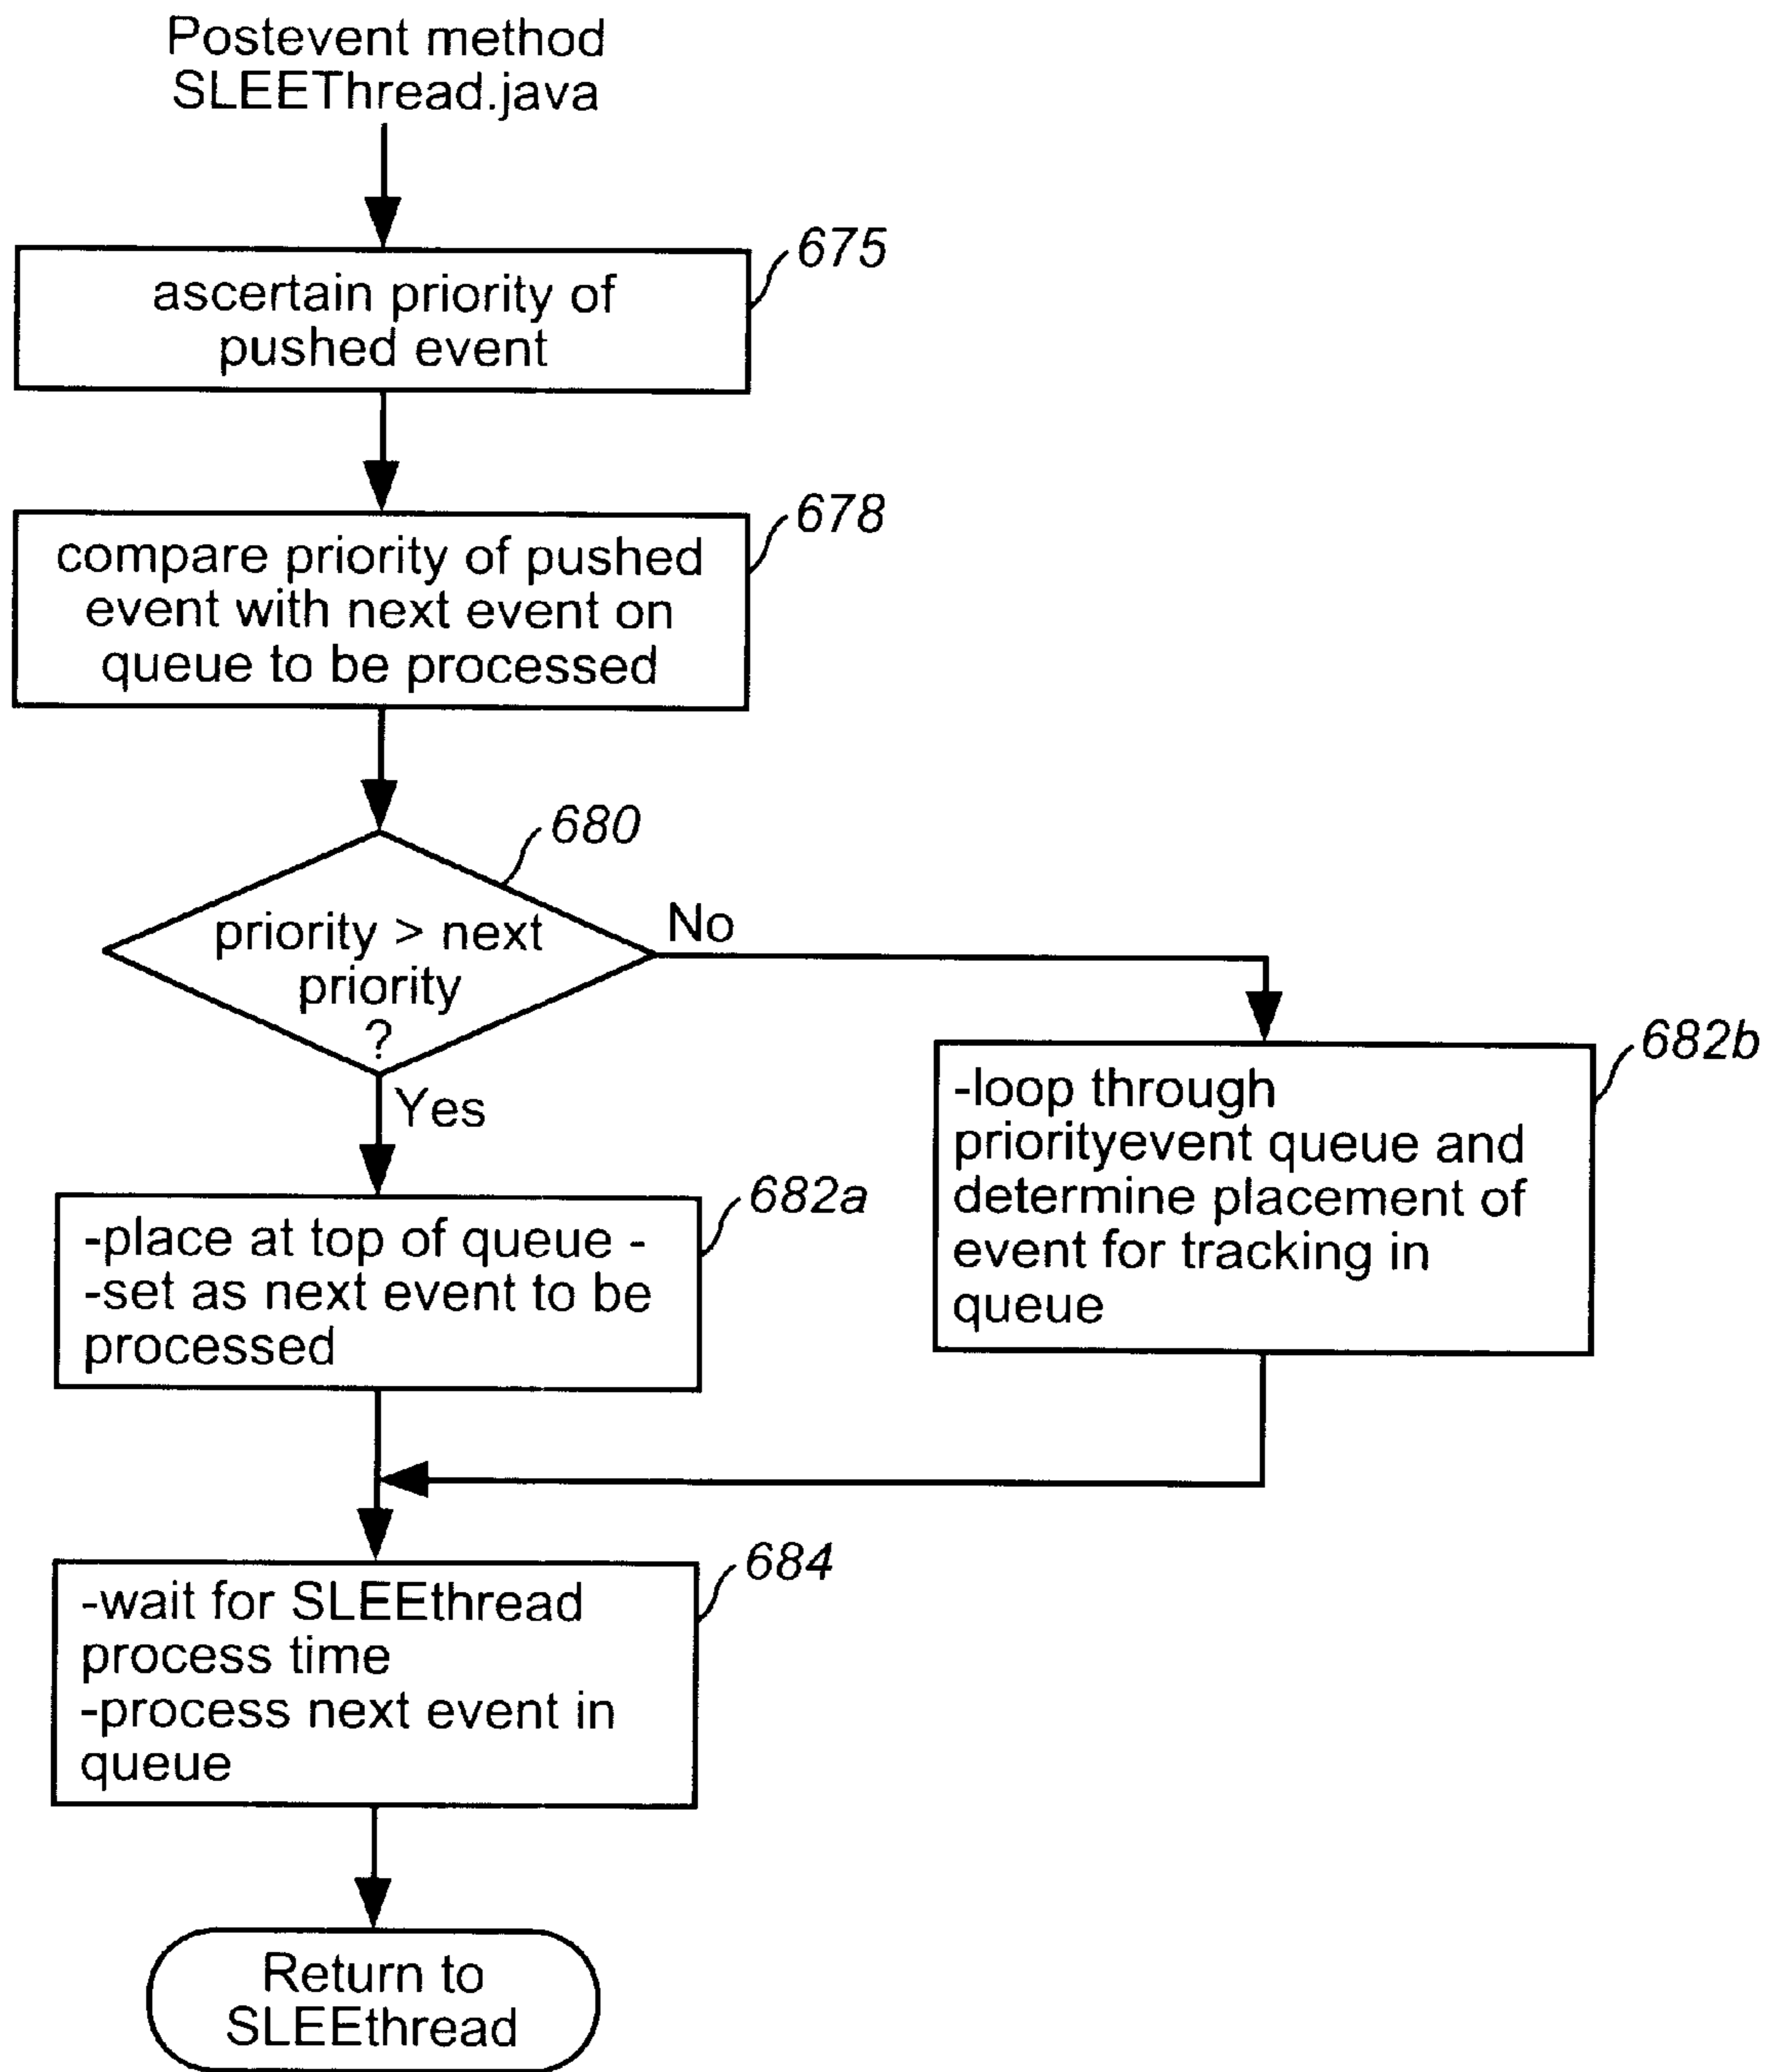 Postevent method
SLEEThread.java
675
ascertain priority of
pushed event
678
compare priority of pushed
event with next event on
queue to be processed
680
priority > next
priority
?
No
Yes
682b
-loop through
priorityevent queue and
determine placement of
event for tracking in
queue
682a
-place at top of queue -
-set as next event to be
processed
684
-wait for SLEEthread
process time
-process next event in
queue
Return to
SLEEthread